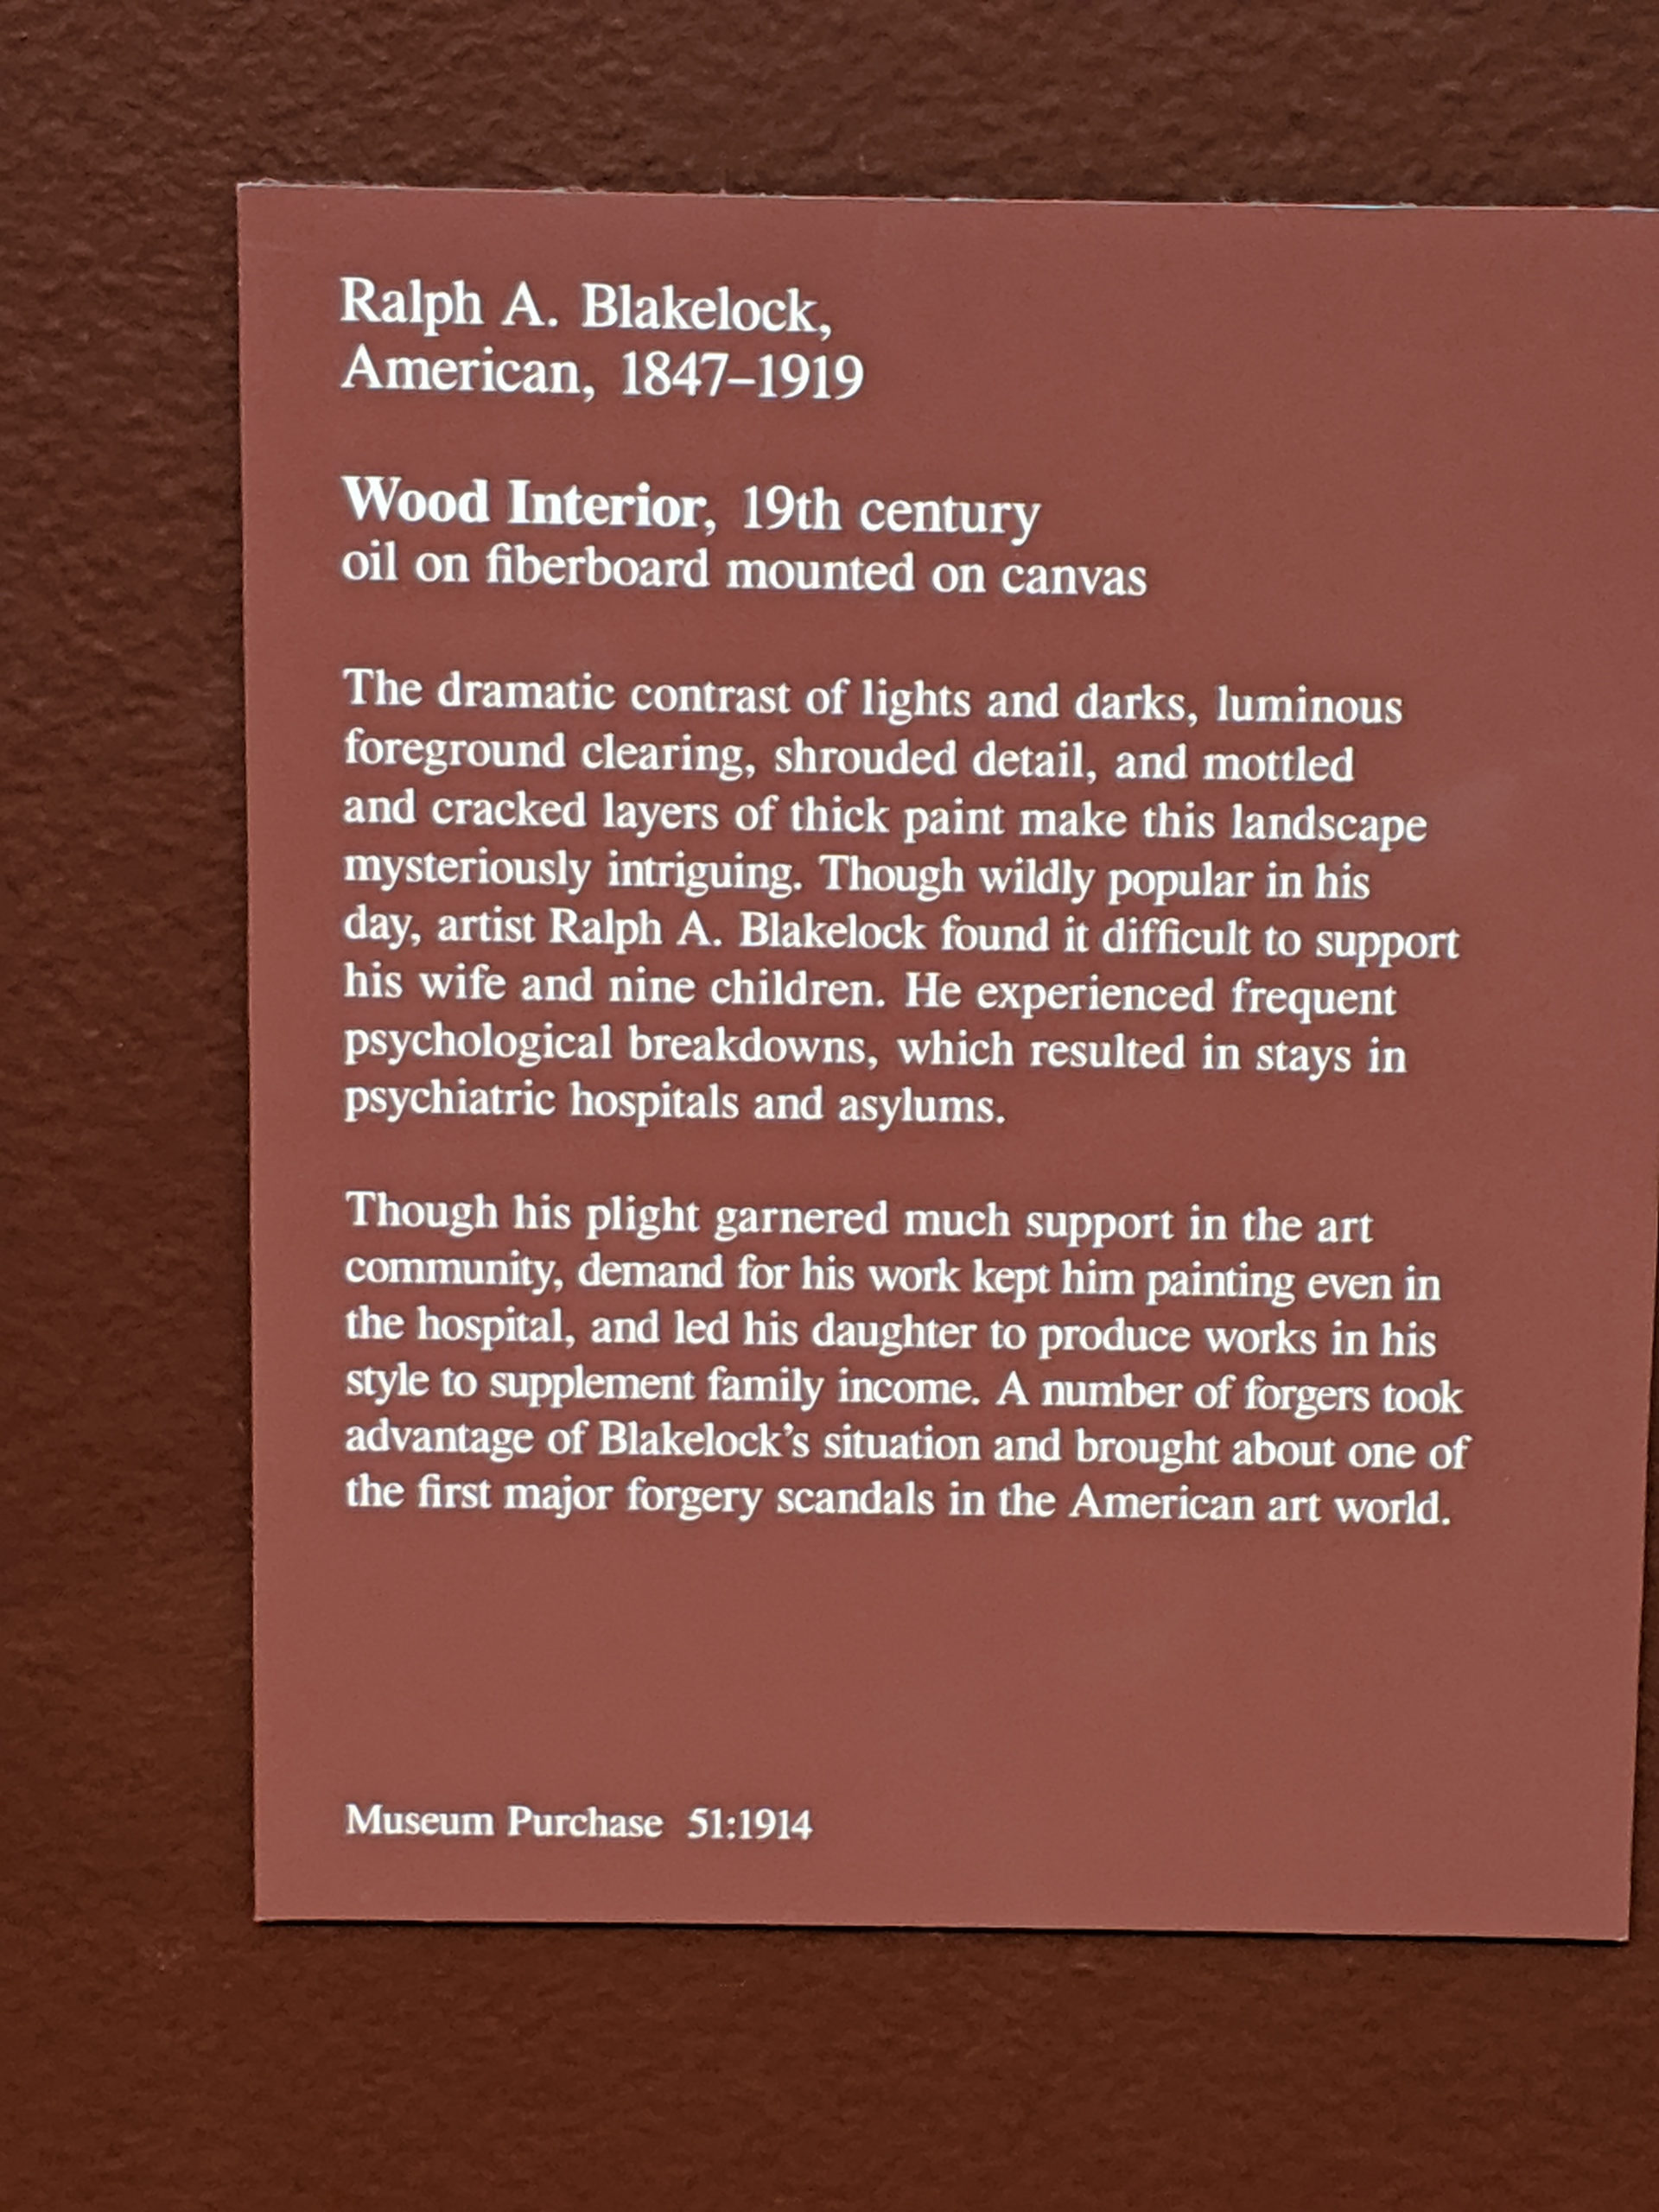 Ralph A. Blakelock,
American, 1847–1919
Wood Interior, 19th century
oil on fiberboard mounted on canvas
The dramatic contrast of lights and darks, luminous
foreground clearing, shrouded detail, and mottled
and cracked layers of thick paint make this landscape
mysteriously intriguing. Though wildly popular in his
day, artist Ralph A. Blakelock found it difficult to support
his wife and nine children. He experienced frequent
psychological breakdowns, which resulted in stays in
psychiatric hospitals and asylums.
Though his plight garnered much support in the art
community, demand for his work kept him painting even in
the hospital, and led his daughter to produce works in his
style to supplement family income. A number of forgers took
advantage of Blakelock’s situation and brought about one of
the first major forgery scandals in the American art world.
Museum Purchase 51:1914